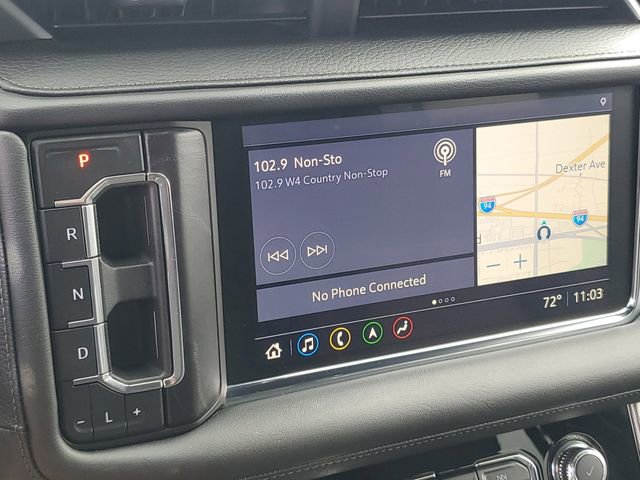 P
R
N
D
- L +
102.9 Non-Sto
102.9 W4 Country Non-Stop
FM
No Phone Connected
Dexter Ave
94
94
72° 11:03